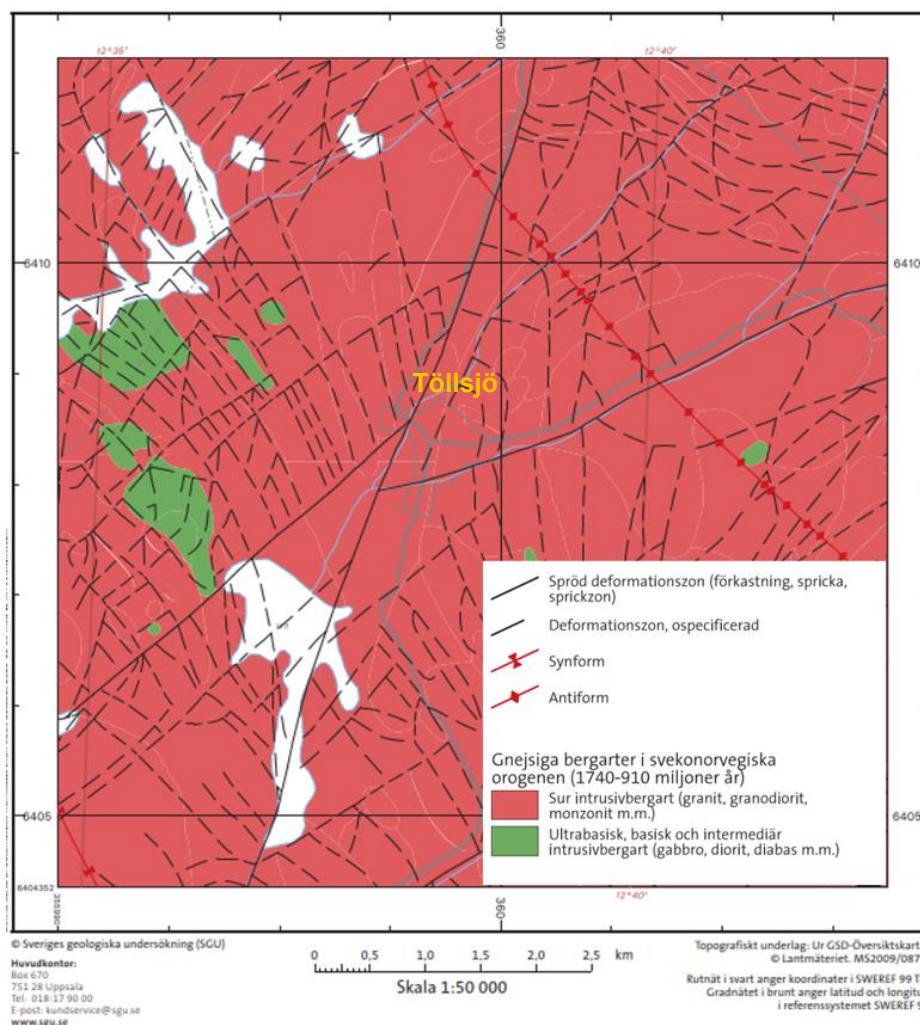 360
12°35'
12°40'
6410
6410
Töllsjö
Spröd deformationszon (förkastning, spricka,
sprickzon)
Deformationszon, ospecificerad
Synform
Antiform
Gnejsiga bergarter i svekonorvegiska
orogenen (1740-910 miljoner år)
Sur intrusivbergart (granit, granodiorit,
monzonit m.m.)
Ultrabasisk, basisk och intermediär
intrusivbergart (gabbro, diorit, diabas m.m.)
6405
6405
6404352
360
12°40'
© Sveriges geologiska undersökning (SGU)
Huvudkontor:
Box 670
751 28 Uppsala
Tel: 018-17 90 00
E-post: kundservice@sgu.se
www.sgu.se
0 0,5 1,0 1,5 2,0 2,5 km
Skala 1:50 000
Topografiskt underlag: Ur GSD-Översiktskart
© Lantmäteriet. MS2009/087
Rutnät i svart anger koordinater i SWEREF 99 T
Gradnätet i brunt anger latitud och longitu
i referenssystemet SWEREF 9